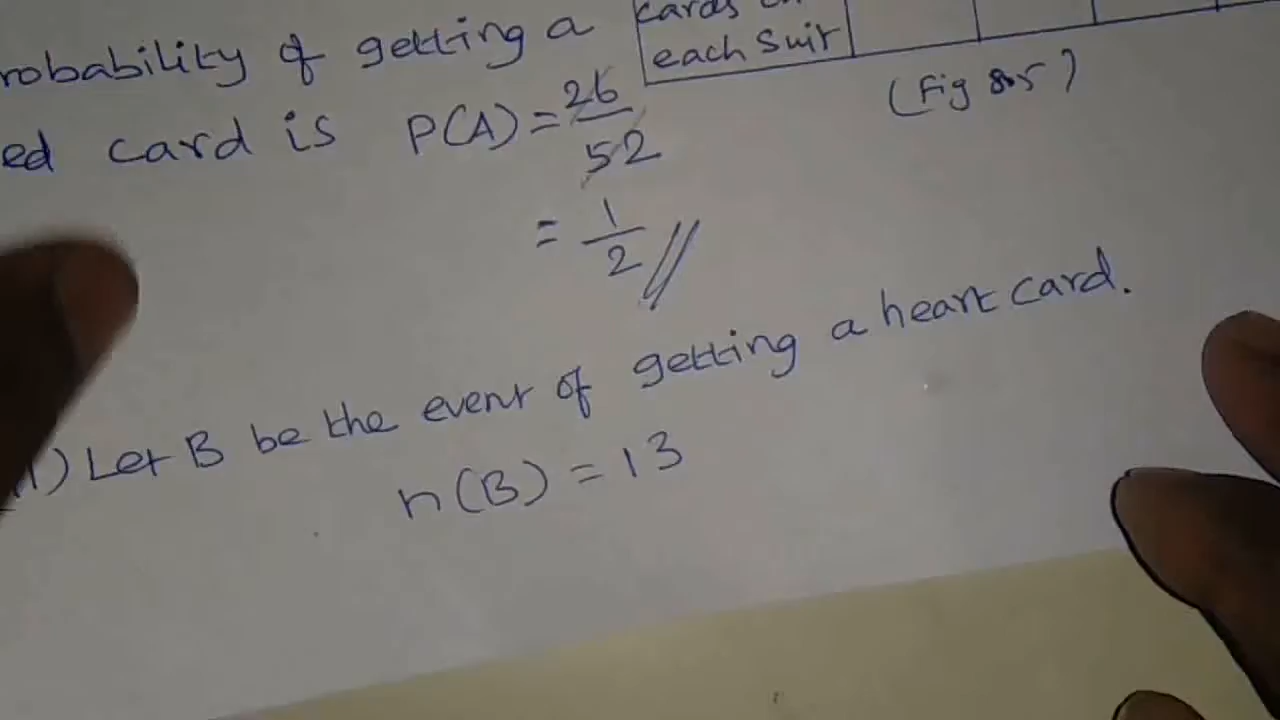 robability of getting a
ed card is P(A) = 26/52
= 1/2 //
cards
each suit
(Fig 8.5)
) Let B be the event of getting a heart card.
n(B) = 13